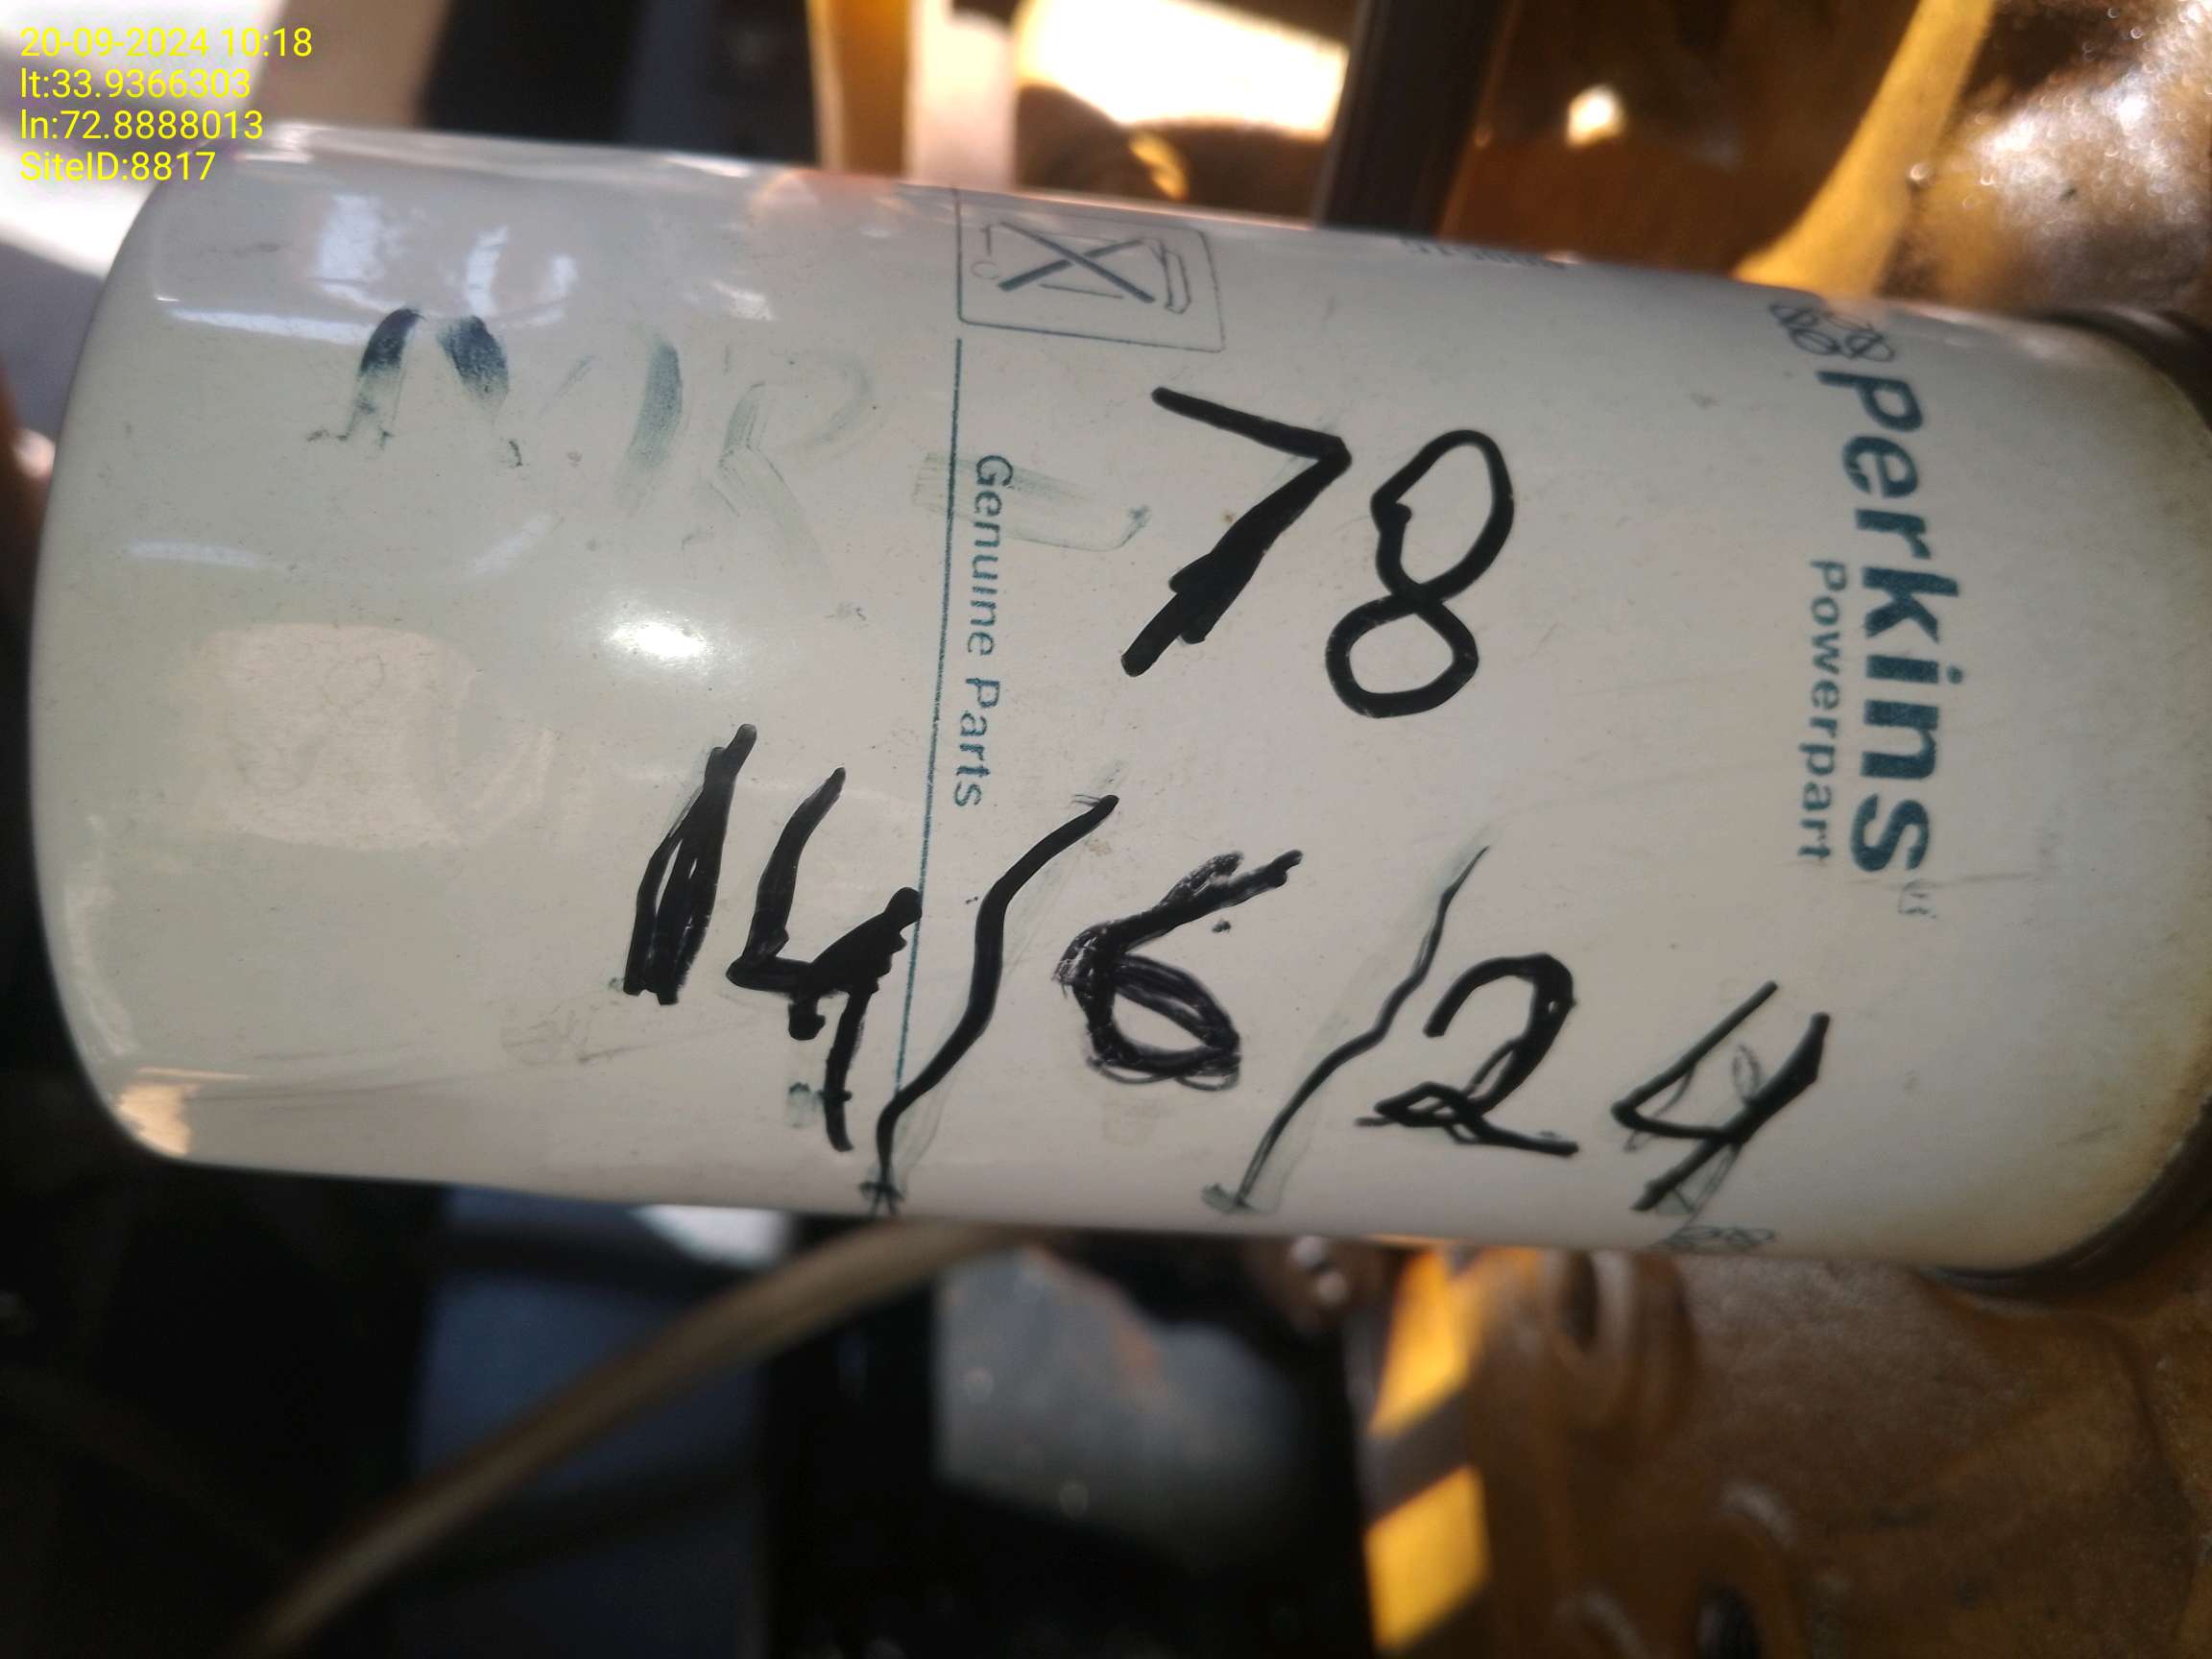 20-09-2024 10:18
lt:33.9366303
ln:72.8888013
SiteID:8817
78
14/6/24
Perkins
Powerpart
Genuine Parts